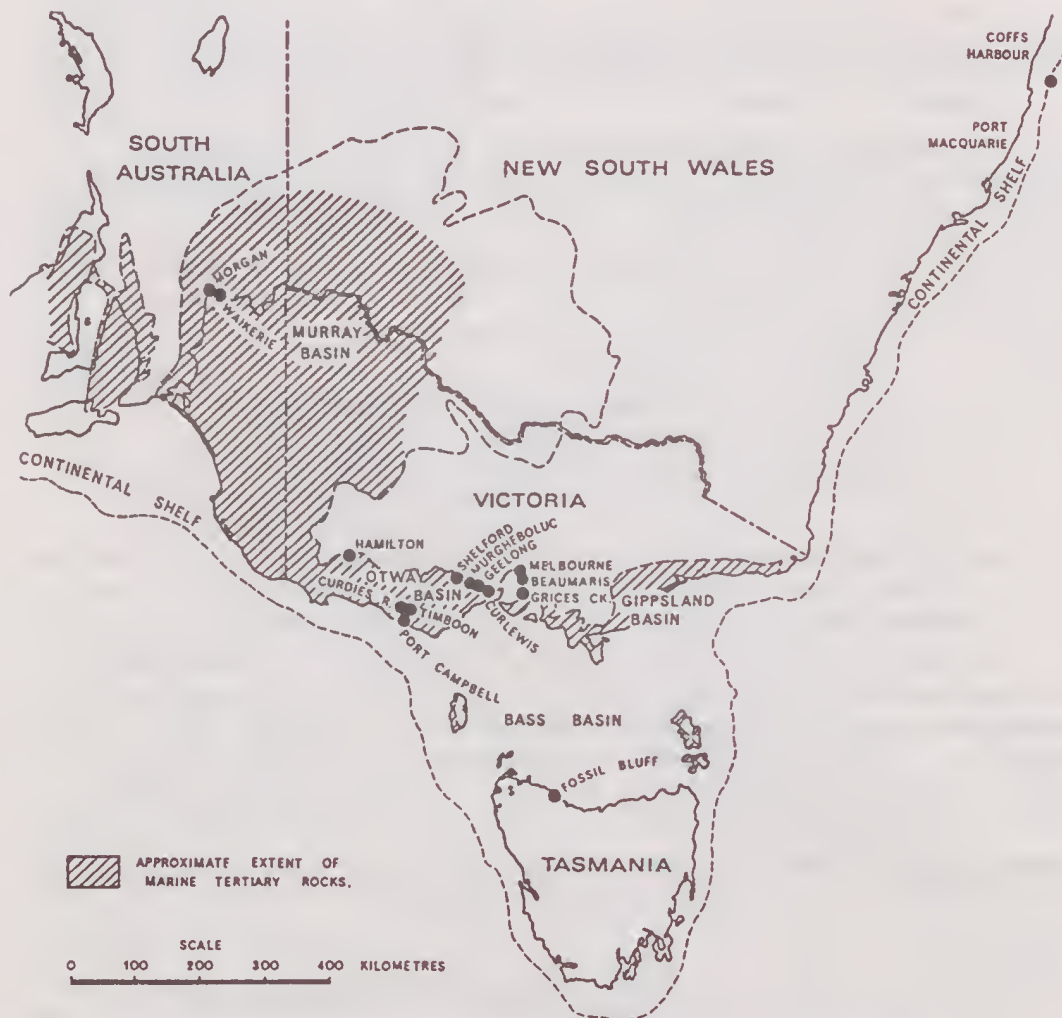 COFFS
HARBOUR
PORT
MACQUARIE
SOUTH
AUSTRALIA
NEW SOUTH WALES
CONTINENTAL SHELF
MORGAN
WAIKERIE
MURRAY
BASIN
CONTINENTAL SHELF
VICTORIA
HAMILTON
SHELFORD
MURGHEBOLUC
GEELONG
MELBOURNE
BEAUMARIS
GRICES CK.
OTWA
BASIN
CURDIES R.
TIMBOON
CURLEWIS
GIPPSLAND
BASIN
PORT CAMPBELL
BASS BASIN
FOSSIL BLUFF
TASMANIA
APPROXIMATE EXTENT OF
MARINE TERTIARY ROCKS.
SCALE
0 100 200 300 400 KILOMETRES